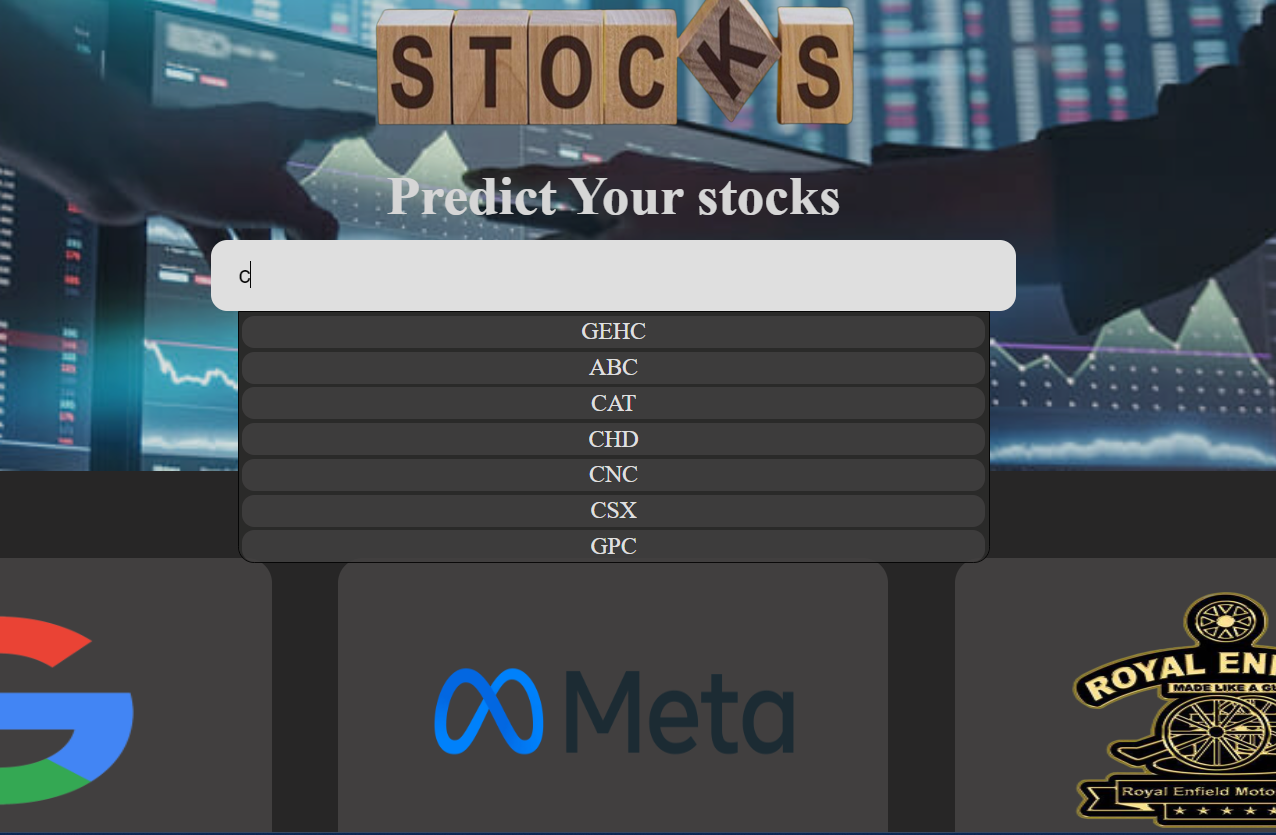 STOCKS
Predict Your stocks
c
GEHC
ABC
CAT
CHD
CNC
CSX
GPC
Meta
ROYAL EN
MADE LIKE A G
Royal Enfield Moto